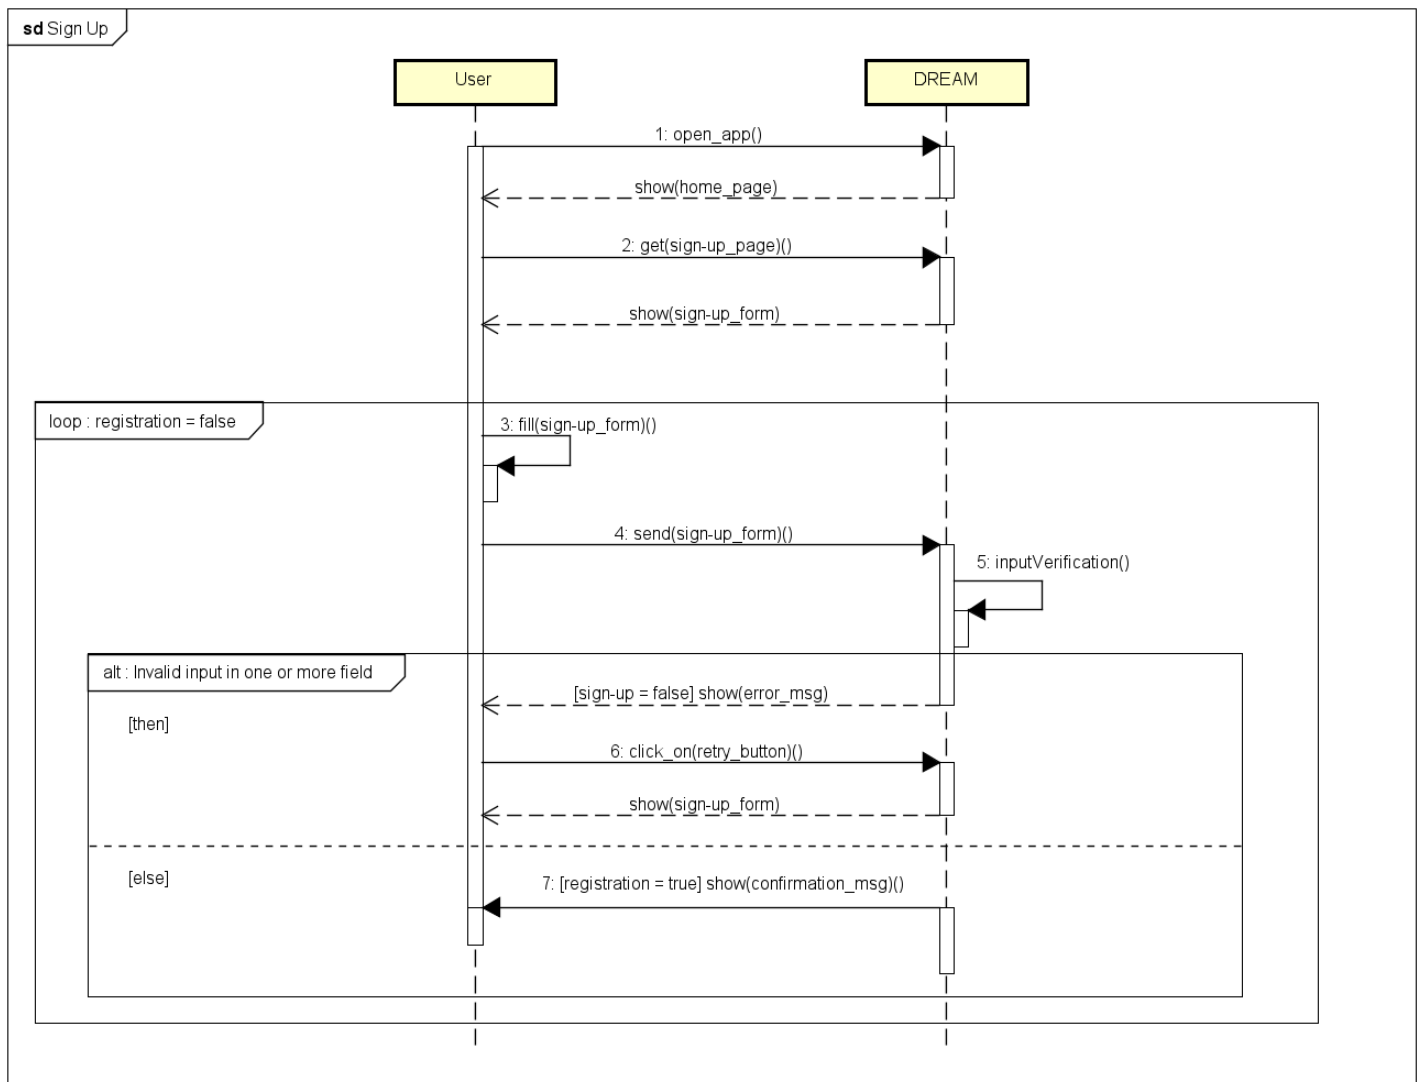 sd Sign Up
User
DREAM
1: open_app()
show(home_page)
2: get(sign-up_page)()
show(sign-up_form)
loop : registration = false
3: fill(sign-up_form)()
4: send(sign-up_form)()
5: inputVerification()
alt : Invalid input in one or more field
[sign-up = false] show(error_msg)
[then]
6: click_on(retry_button)()
show(sign-up_form)
[else]
7: [registration = true] show(confirmation_msg)()